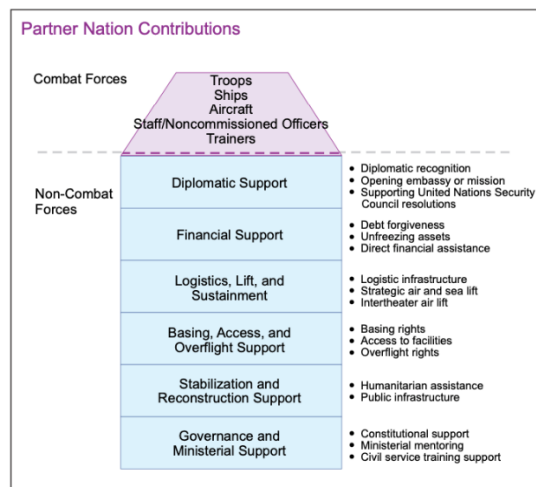 Partner Nation Contributions
Combat Forces
Troops
Ships
Aircraft
Staff/Noncommissioned Officers
Trainers
Non-Combat
Forces
Diplomatic Support
• Diplomatic recognition
• Opening embassy or mission
• Supporting United Nations Security
Council resolutions
Financial Support
• Debt forgiveness
• Unfreezing assets
• Direct financial assistance
Logistics, Lift, and
Sustainment
• Logistic infrastructure
• Strategic air and sea lift
• Intertheater air lift
Basing, Access, and
Overflight Support
• Basing rights
• Access to facilities
• Overflight rights
Stabilization and
Reconstruction Support
• Humanitarian assistance
• Public infrastructure
Governance and
Ministerial Support
• Constitutional support
• Ministerial mentoring
• Civil service training support